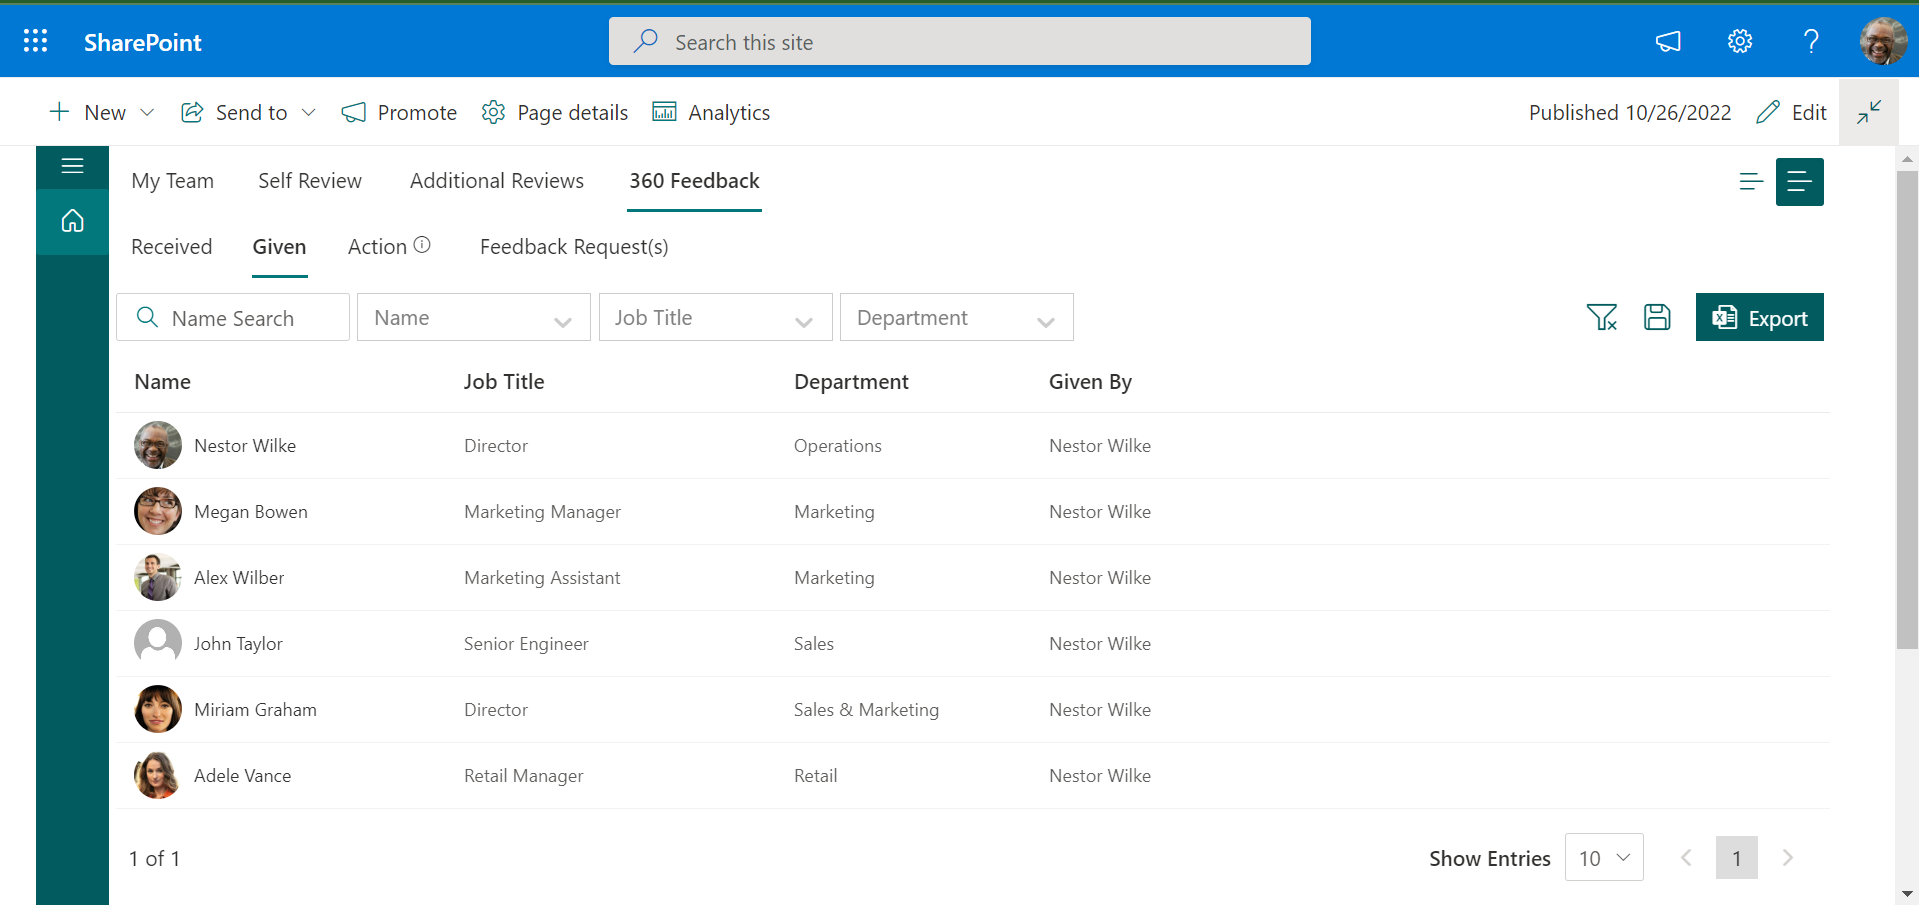 SharePoint
Search this site
New Send to Promote Page details Analytics Published 10/26/2022 Edit
My Team Self Review Additional Reviews 360 Feedback
Received Given Action Feedback Request(s)
Name Search Name Job Title Department Export
Name Job Title Department Given By
Nestor Wilke Director Operations Nestor Wilke
Megan Bowen Marketing Manager Marketing Nestor Wilke
Alex Wilber Marketing Assistant Marketing Nestor Wilke
John Taylor Senior Engineer Sales Nestor Wilke
Miriam Graham Director Sales & Marketing Nestor Wilke
Adele Vance Retail Manager Retail Nestor Wilke
1 of 1 Show Entries 10 1